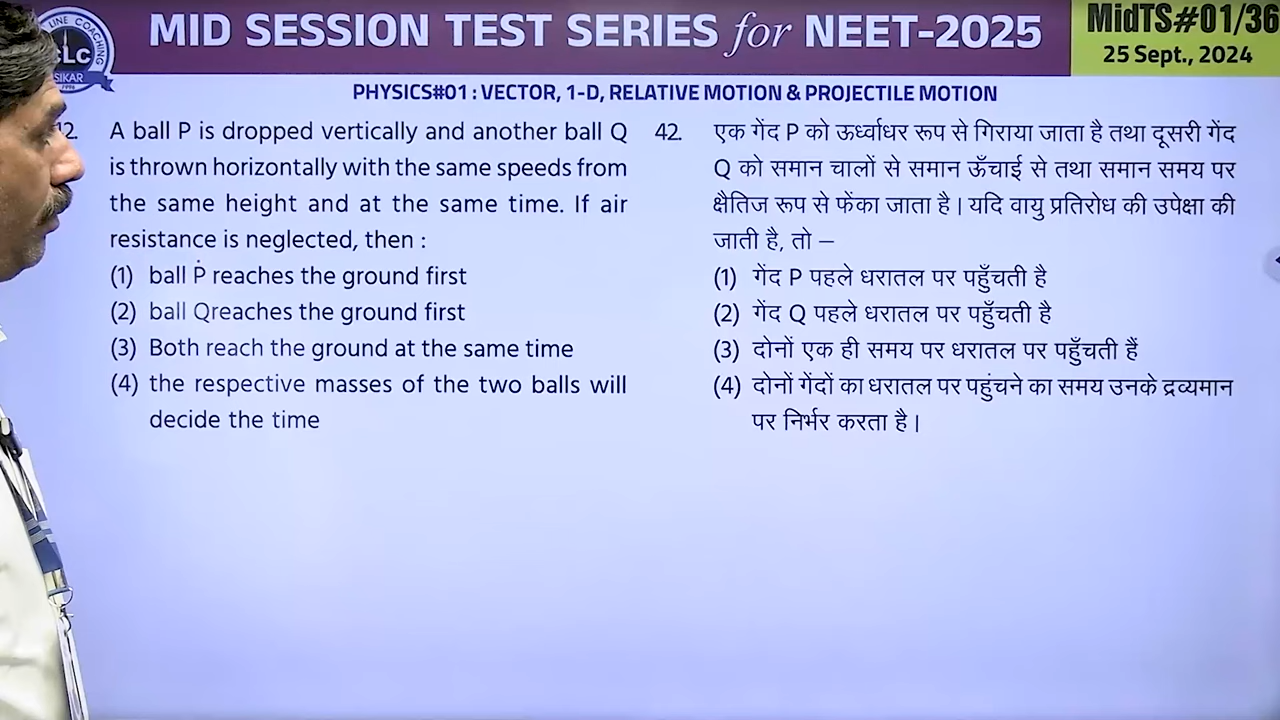 LINE COACHING
CLC
SIKAR
1996
MID SESSION TEST SERIES for NEET-2025
MidTS#01/36
25 Sept., 2024
PHYSICS#01 : VECTOR, 1-D, RELATIVE MOTION & PROJECTILE MOTION
12. A ball P is dropped vertically and another ball Q
is thrown horizontally with the same speeds from
the same height and at the same time. If air
resistance is neglected, then :
(1) ball P reaches the ground first
(2) ball Qreaches the ground first
(3) Both reach the ground at the same time
(4) the respective masses of the two balls will
decide the time
42. एक गेंद P को ऊर्ध्वाधर रूप से गिराया जाता है तथा दूसरी गेंद
Q को समान चालों से समान ऊँचाई से तथा समान समय पर
क्षैतिज रूप से फेंका जाता है। यदि वायु प्रतिरोध की उपेक्षा की
जाती है, तो –
(1) गेंद P पहले धरातल पर पहुँचती है
(2) गेंद Q पहले धरातल पर पहुँचती है
(3) दोनों एक ही समय पर धरातल पर पहुँचती हैं
(4) दोनों गेंदों का धरातल पर पहुंचने का समय उनके द्रव्यमान
पर निर्भर करता है।